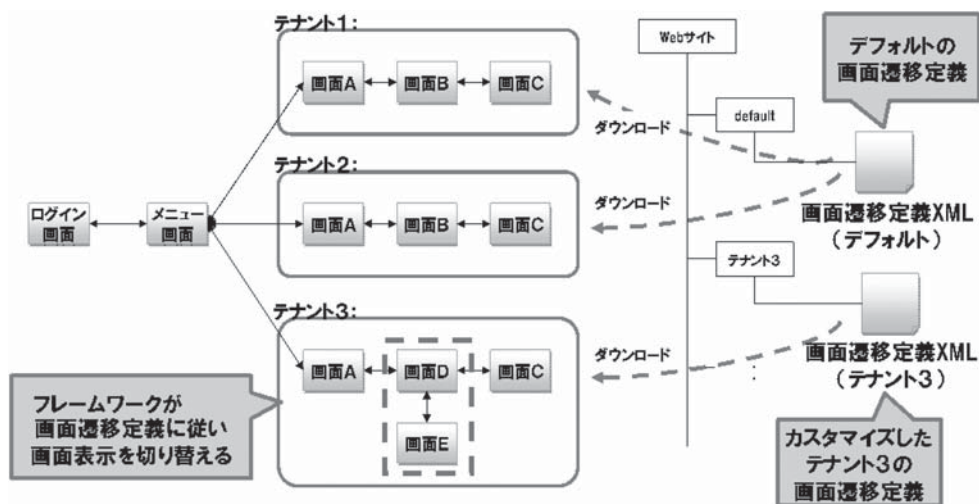 テナント1:
画面A
画面B
画面C
テナント2:
ログイン
画面
メニュー
画面
画面A
画面B
画面C
テナント3:
画面A
画面D
画面C
画面E
フレームワークが
画面遷移定義に従い
画面表示を切り替える
Webサイト
デフォルトの
画面遷移定義
ダウンロード
default
ダウンロード
画面遷移定義XML
(デフォルト)
テナント3
ダウンロード
画面遷移定義XML
(テナント3)
カスタマイズした
テナント3の
画面遷移定義